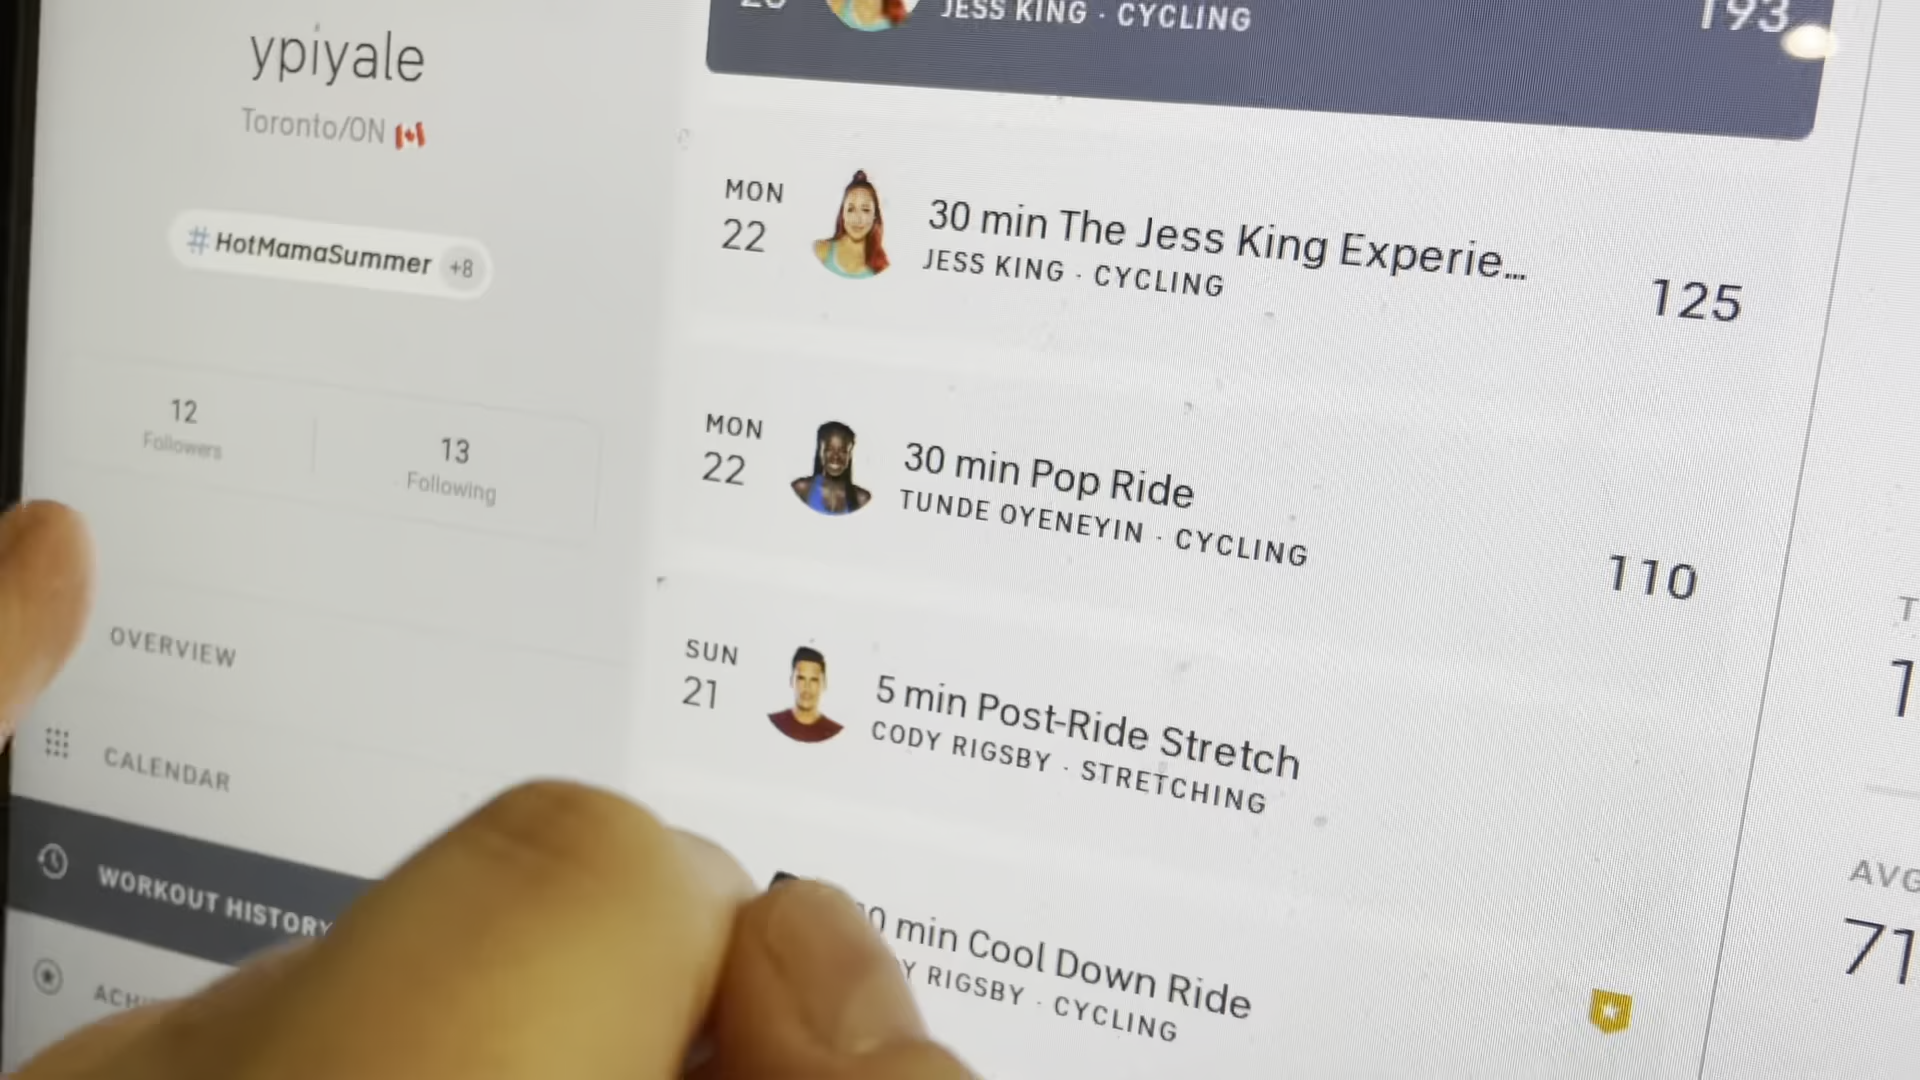 ypiyale
Toronto/ON
#HotMamaSummer +8
12
Followers
13
Following
OVERVIEW
CALENDAR
WORKOUT HISTORY
JESS KING · CYCLING
193
MON
22
30 min The Jess King Experie...
JESS KING · CYCLING
125
MON
22
30 min Pop Ride
TUNDE OYENEYIN · CYCLING
110
SUN
21
5 min Post-Ride Stretch
CODY RIGSBY · STRETCHING
min Cool Down Ride
RIGSBY · CYCLING
AVG
71